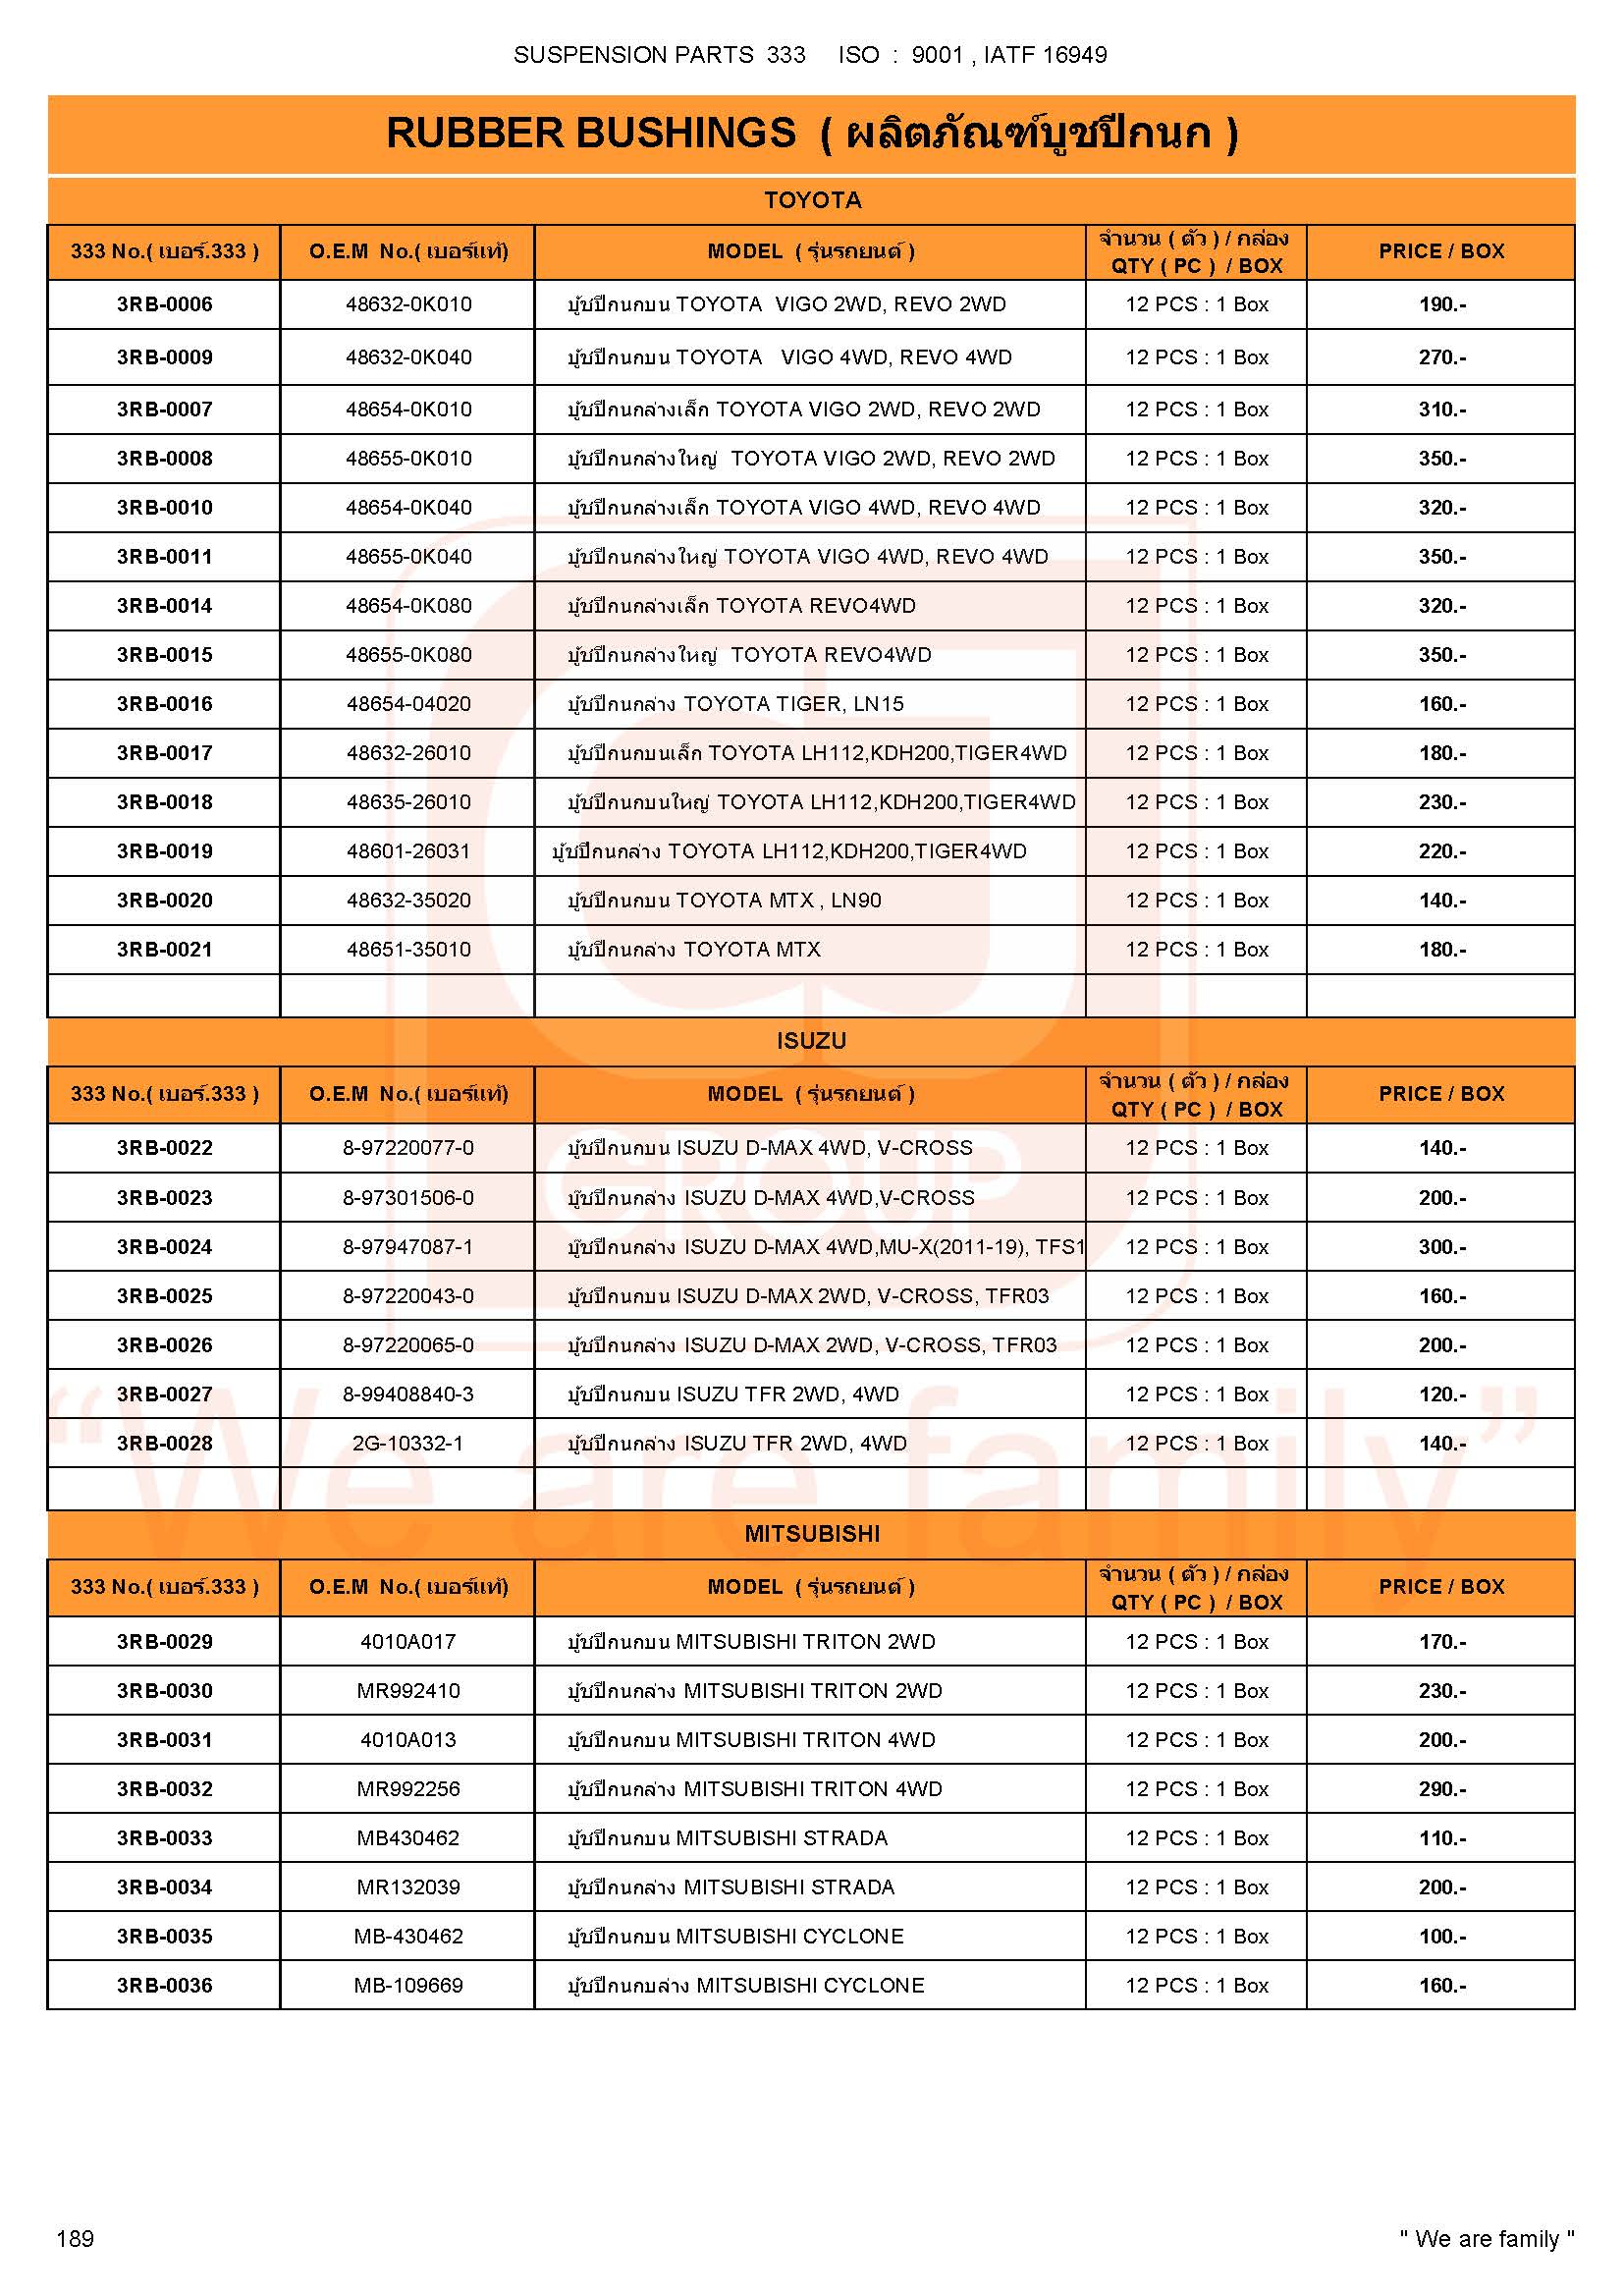 SUSPENSION PARTS 333 ISO : 9001 , IATF 16949
RUBBER BUSHINGS ( ผลิตภัณฑ์บูชปีกนก )
TOYOTA
333 No.( เบอร์.333 ) O.E.M No.( เบอร์แท้) MODEL ( รุ่นรถยนต์ ) จำนวน ( ตัว ) / กล่อง QTY ( PC ) / BOX PRICE / BOX
3RB-0006 48632-0K010 บู้ชปีกนกบน TOYOTA VIGO 2WD, REVO 2WD 12 PCS : 1 Box 190.-
3RB-0009 48632-0K040 บู้ชปีกนกบน TOYOTA VIGO 4WD, REVO 4WD 12 PCS : 1 Box 270.-
3RB-0007 48654-0K010 บู้ชปีกนกล่างเล็ก TOYOTA VIGO 2WD, REVO 2WD 12 PCS : 1 Box 310.-
3RB-0008 48655-0K010 บู้ชปีกนกล่างใหญ่ TOYOTA VIGO 2WD, REVO 2WD 12 PCS : 1 Box 350.-
3RB-0010 48654-0K040 บู้ชปีกนกล่างเล็ก TOYOTA VIGO 4WD, REVO 4WD 12 PCS : 1 Box 320.-
3RB-0011 48655-0K040 บู้ชปีกนกล่างใหญ่ TOYOTA VIGO 4WD, REVO 4WD 12 PCS : 1 Box 350.-
3RB-0014 48654-0K080 บู้ชปีกนกล่างเล็ก TOYOTA REVO4WD 12 PCS : 1 Box 320.-
3RB-0015 48655-0K080 บู้ชปีกนกล่างใหญ่ TOYOTA REVO4WD 12 PCS : 1 Box 350.-
3RB-0016 48654-04020 บู้ชปีกนกล่าง TOYOTA TIGER, LN15 12 PCS : 1 Box 160.-
3RB-0017 48632-26010 บู้ชปีกนกบนเล็ก TOYOTA LH112,KDH200,TIGER4WD 12 PCS : 1 Box 180.-
3RB-0018 48635-26010 บู้ชปีกนกบนใหญ่ TOYOTA LH112,KDH200,TIGER4WD 12 PCS : 1 Box 230.-
3RB-0019 48601-26031 บู้ชปีกนกล่าง TOYOTA LH112,KDH200,TIGER4WD 12 PCS : 1 Box 220.-
3RB-0020 48632-35020 บู้ชปีกนกบน TOYOTA MTX , LN90 12 PCS : 1 Box 140.-
3RB-0021 48651-35010 บู้ชปีกนกล่าง TOYOTA MTX 12 PCS : 1 Box 180.-
ISUZU
333 No.( เบอร์.333 ) O.E.M No.( เบอร์แท้) MODEL ( รุ่นรถยนต์ ) จำนวน ( ตัว ) / กล่อง QTY ( PC ) / BOX PRICE / BOX
3RB-0022 8-97220077-0 บู้ชปีกนกบน ISUZU D-MAX 4WD, V-CROSS 12 PCS : 1 Box 140.-
GROUP
3RB-0023 8-97301506-0 บู๊ชปีกนกล่าง ISUZU D-MAX 4WD,V-CROSS 12 PCS : 1 Box 200.-
3RB-0024 8-97947087-1 บู๊ชปีกนกล่าง ISUZU D-MAX 4WD,MU-X(2011-19), TFS1 12 PCS : 1 Box 300.-
3RB-0025 8-97220043-0 บู้ชปีกนกบน ISUZU D-MAX 2WD, V-CROSS, TFR03 12 PCS : 1 Box 160.-
3RB-0026 8-97220065-0 บู้ชปีกนกล่าง ISUZU D-MAX 2WD, V-CROSS, TFR03 12 PCS : 1 Box 200.-
3RB-0027 8-99408840-3 บู้ชปีกนกบน ISUZU TFR 2WD, 4WD 12 PCS : 1 Box 120.-
3RB-0028 2G-10332-1 บู้ชปีกนกล่าง ISUZU TFR 2WD, 4WD 12 PCS : 1 Box 140.-
“We are family”
MITSUBISHI
333 No.( เบอร์.333 ) O.E.M No.( เบอร์แท้) MODEL ( รุ่นรถยนต์ ) จำนวน ( ตัว ) / กล่อง QTY ( PC ) / BOX PRICE / BOX
3RB-0029 4010A017 บู้ชปีกนกบน MITSUBISHI TRITON 2WD 12 PCS : 1 Box 170.-
3RB-0030 MR992410 บู้ชปีกนกล่าง MITSUBISHI TRITON 2WD 12 PCS : 1 Box 230.-
3RB-0031 4010A013 บู้ชปีกนกบน MITSUBISHI TRITON 4WD 12 PCS : 1 Box 200.-
3RB-0032 MR992256 บู้ชปีกนกล่าง MITSUBISHI TRITON 4WD 12 PCS : 1 Box 290.-
3RB-0033 MB430462 บู้ชปีกนกบน MITSUBISHI STRADA 12 PCS : 1 Box 110.-
3RB-0034 MR132039 บู้ชปีกนกล่าง MITSUBISHI STRADA 12 PCS : 1 Box 200.-
3RB-0035 MB-430462 บู้ชปีกนกบน MITSUBISHI CYCLONE 12 PCS : 1 Box 100.-
3RB-0036 MB-109669 บู้ชปีกนกบล่าง MITSUBISHI CYCLONE 12 PCS : 1 Box 160.-
189 " We are family "